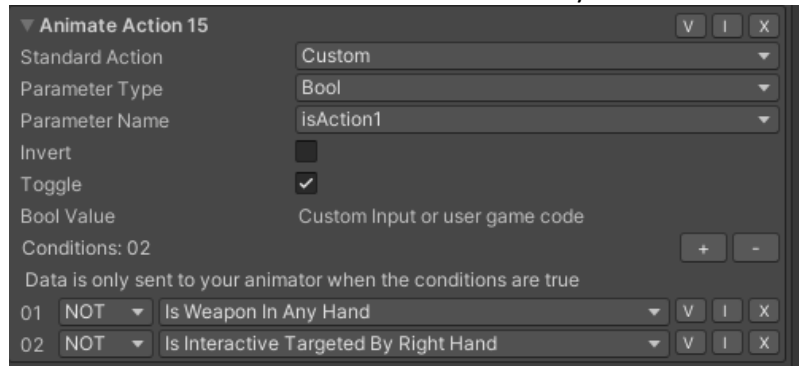 Animate Action 15 V I X
Standard Action Custom
Parameter Type Bool
Parameter Name isAction1
Invert
Toggle
Bool Value Custom Input or user game code
Conditions: 02 + -
Data is only sent to your animator when the conditions are true
01 NOT Is Weapon In Any Hand V I X
02 NOT Is Interactive Targeted By Right Hand V I X